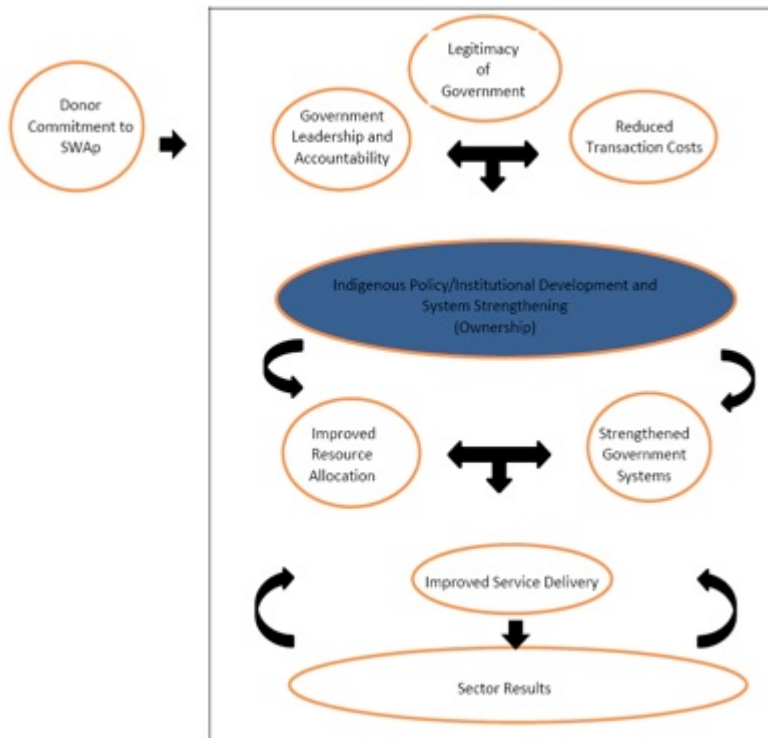 Donor
Commitment to
SWAp
Legitimacy
of
Government
Government
Leadership and
Accountability
Reduced
Transaction Costs
Indigenous Policy/Institutional Development and
System Strengthening
(Ownership)
Improved
Resource
Allocation
Strengthened
Government
Systems
Improved Service Delivery
Sector Results